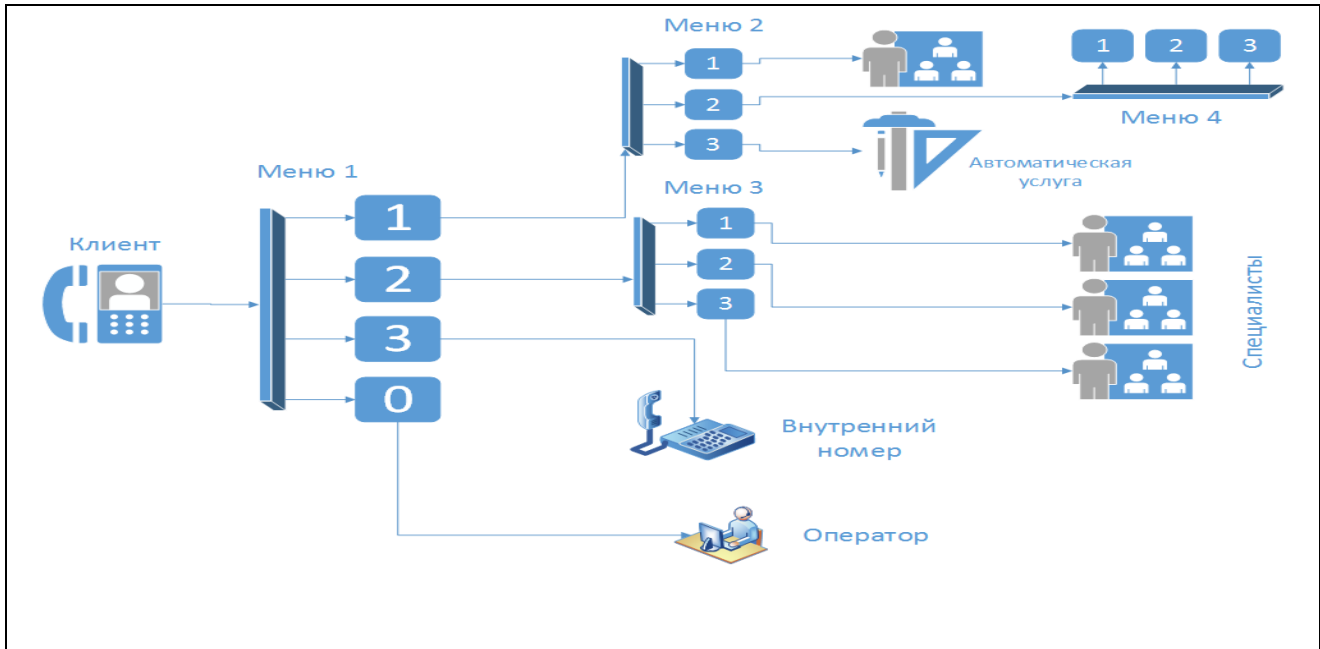 Меню 2
1
2
3
1
2
3
Меню 4
Автоматическая
услуга
Меню 1
1
2
3
0
Клиент
Меню 3
1
2
3
Специалисты
Внутренний
номер
Оператор